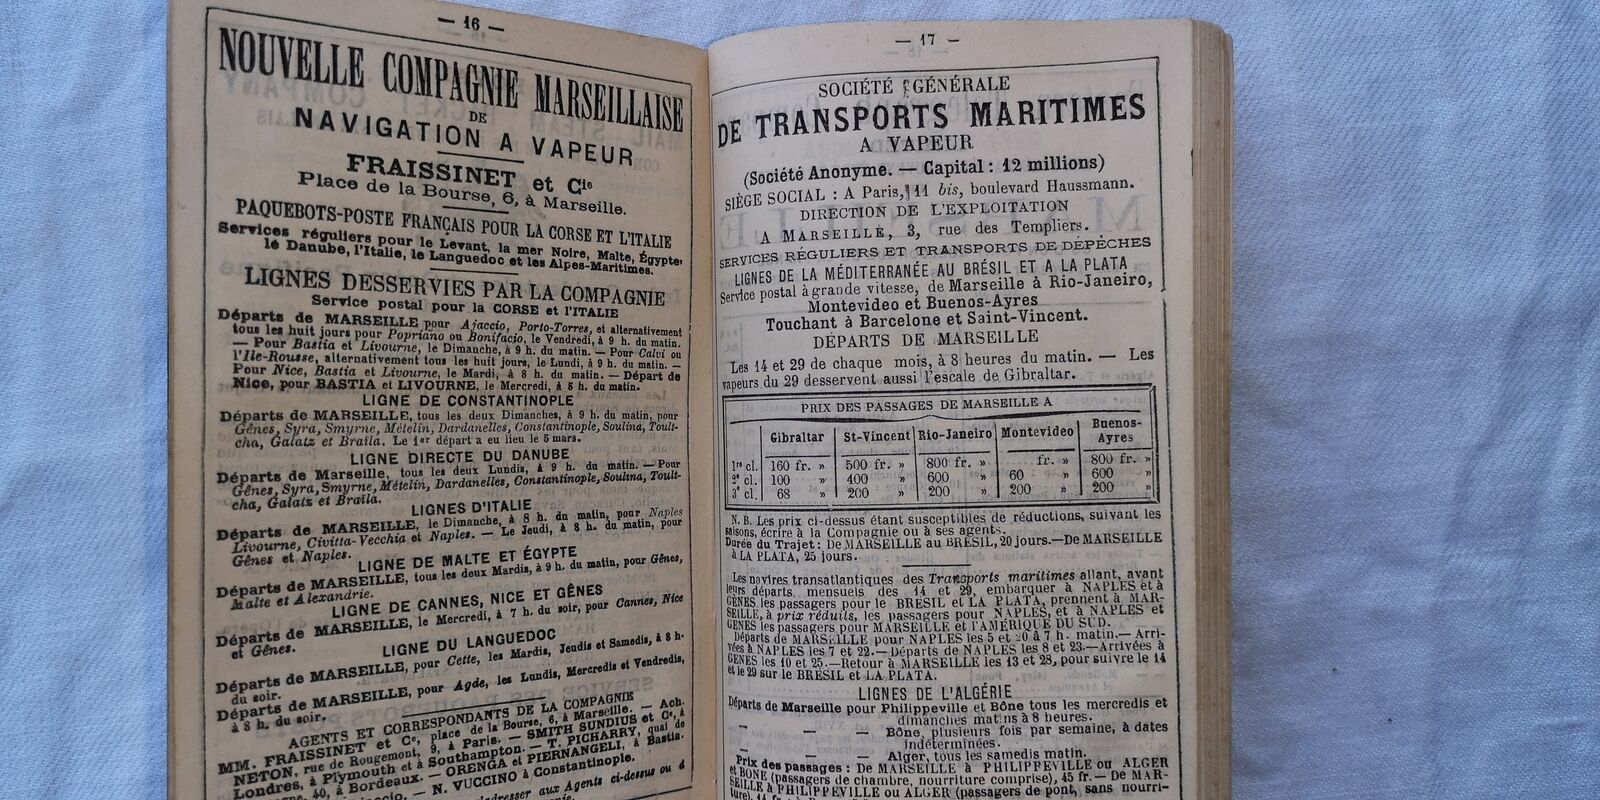 — 16 —
NOUVELLE COMPAGNIE MARSEILLAISE
DE
NAVIGATION A VAPEUR
FRAISSINET et Cie
Place de la Bourse, 6, à Marseille.
PAQUEBOTS-POSTE FRANÇAIS POUR LA CORSE ET L'ITALIE
Services réguliers pour le Levant, la mer Noire, Malte, Égypte,
le Danube, l'Italie, le Languedoc et les Alpes-Maritimes.
LIGNES DESSERVIES PAR LA COMPAGNIE
Service postal pour la CORSE et l'ITALIE
Départs de MARSEILLE pour Ajaccio, Porto-Torres, et alternativement
tous les huit jours pour Popriano ou Bonifacio, le Vendredi, à 9 h. du matin.
— Pour Bastia et Livourne, le Dimanche, à 9 h. du matin. — Pour Calvi ou
l'Ile-Rousse, alternativement tous les huit jours, le Lundi, à 9 h. du matin. —
Pour Nice, Bastia et Livourne, le Mardi, à 8 h. du matin. — Départ de
Nice, pour BASTIA et LIVOURNE, le Mercredi, à 5 h. du matin.
LIGNE DE CONSTANTINOPLE
Départs de MARSEILLE, tous les deux Dimanches, à 9 h. du matin, pour
Gênes, Syra, Smyrne, Mételin, Dardanelles, Constantinople, Soulina, Toult-
cha, Galatz et Braïla. Le 1er départ a eu lieu le 5 mars.
LIGNE DIRECTE DU DANUBE
Départs de Marseille, tous les deux Lundis, à 9 h. du matin. — Pour
Gênes, Syra, Smyrne, Mételin, Dardanelles, Constantinople, Soulina, Toult-
cha, Galatz et Braïla.
LIGNES D'ITALIE
Départs de MARSEILLE, le Dimanche, à 8 h. du matin, pour Naples
Livourne, Civitta-Vecchia et Naples. — Le Jeudi, à 8 h. du matin, pour
Gênes et Naples.
LIGNE DE MALTE ET ÉGYPTE
Départs de MARSEILLE, tous les deux Mardis, à 9 h. du matin, pour Gênes,
Malte et Alexandrie.
LIGNE DE CANNES, NICE ET GÊNES
Départs de MARSEILLE, le Mercredi, à 7 h. du soir, pour Cannes, Nice
et Gênes.
LIGNE DU LANGUEDOC
Départs de MARSEILLE, pour Cette, les Mardis, Jeudis et Samedis, à 8 h.
du soir.
Départs de MARSEILLE, pour Agde, les Lundis, Mercredis et Vendredis,
à 8 h. du soir.
AGENTS ET CORRESPONDANTS DE LA COMPAGNIE
MM. FRAISSINET et Ce, place de la Bourse, 6, à Marseille. — Ach.
NETON, rue de Rougemont, 9, à Paris. — SMITH SUNDIUS et Ce, à
Londres, à Plymouth et à Southampton. — T. PICHARRY, quai de
40, à Bordeaux. — ORENGA et PIERNANGELI, à Bastia.
— N. VUCCINO à Constantinople.
adresser aux Agents ci-dessus ou à
— 17 —
SOCIÉTÉ GÉNÉRALE
DE TRANSPORTS MARITIMES
A VAPEUR
(Société Anonyme. — Capital : 12 millions)
SIÈGE SOCIAL : A Paris, 11 bis, boulevard Haussmann.
DIRECTION DE L'EXPLOITATION
A MARSEILLE, 3, rue des Templiers.
SERVICES RÉGULIERS ET TRANSPORTS DE DÉPÊCHES
LIGNES DE LA MÉDITERRANÉE AU BRÉSIL ET A LA PLATA
Service postal à grande vitesse, de Marseille à Rio-Janeiro,
Montevideo et Buenos-Ayres
Touchant à Barcelone et Saint-Vincent.
DÉPARTS DE MARSEILLE
Les 14 et 29 de chaque mois, à 8 heures du matin. — Les
vapeurs du 29 desservent aussi l'escale de Gibraltar.
PRIX DES PASSAGES DE MARSEILLE A
Gibraltar St-Vincent Rio-Janeiro Montevideo Buenos-Ayres
1re cl. 160 fr. » 500 fr. » 800 fr. » fr. » 800 fr. »
2e cl. 100 » 400 » 600 » 60 » 600 »
3e cl. 68 » 200 » 200 » 200 » 200 »
N. B. Les prix ci-dessus étant susceptibles de réductions, suivant les
saisons, écrire à la Compagnie ou à ses agents.
Durée du Trajet : De MARSEILLE au BRÉSIL, 20 jours.—De MARSEILLE
à LA PLATA, 25 jours.
Les navires transatlantiques des Transports maritimes allant, avant
leurs départs mensuels des 14 et 29, embarquer à NAPLES et à
GÊNES les passagers pour le BRÉSIL et LA PLATA, prennent à MAR-
SEILLE, à prix réduits, les passagers pour NAPLES, et à NAPLES et
GENES les passagers pour MARSEILLE et l'AMÉRIQUE DU SUD.
Départs de MARSEILLE pour NAPLES les 5 et 20 à 7 h. matin.— Arri-
vées à NAPLES les 7 et 22.— Départs de NAPLES les 8 et 23.—Arrivées à
GENES les 10 et 25.—Retour à MARSEILLE les 13 et 28, pour suivre le 14
et le 29 sur le BRÉSIL et LA PLATA.
LIGNES DE L'ALGÉRIE
Départs de Marseille pour Philippeville et Bône tous les mercredis et
dimanches matins à 8 heures.
— — Bône, plusieurs fois par semaine, à dates
indéterminées.
— — Alger, tous les samedis matin.
Prix des passages : De MARSEILLE à PHILIPPEVILLE ou ALGER
et BONE (passagers de chambre, nourriture comprise), 45 fr. — De MAR-
SEILLE à PHILIPPEVILLE ou ALGER (passagers de pont, sans nourri-